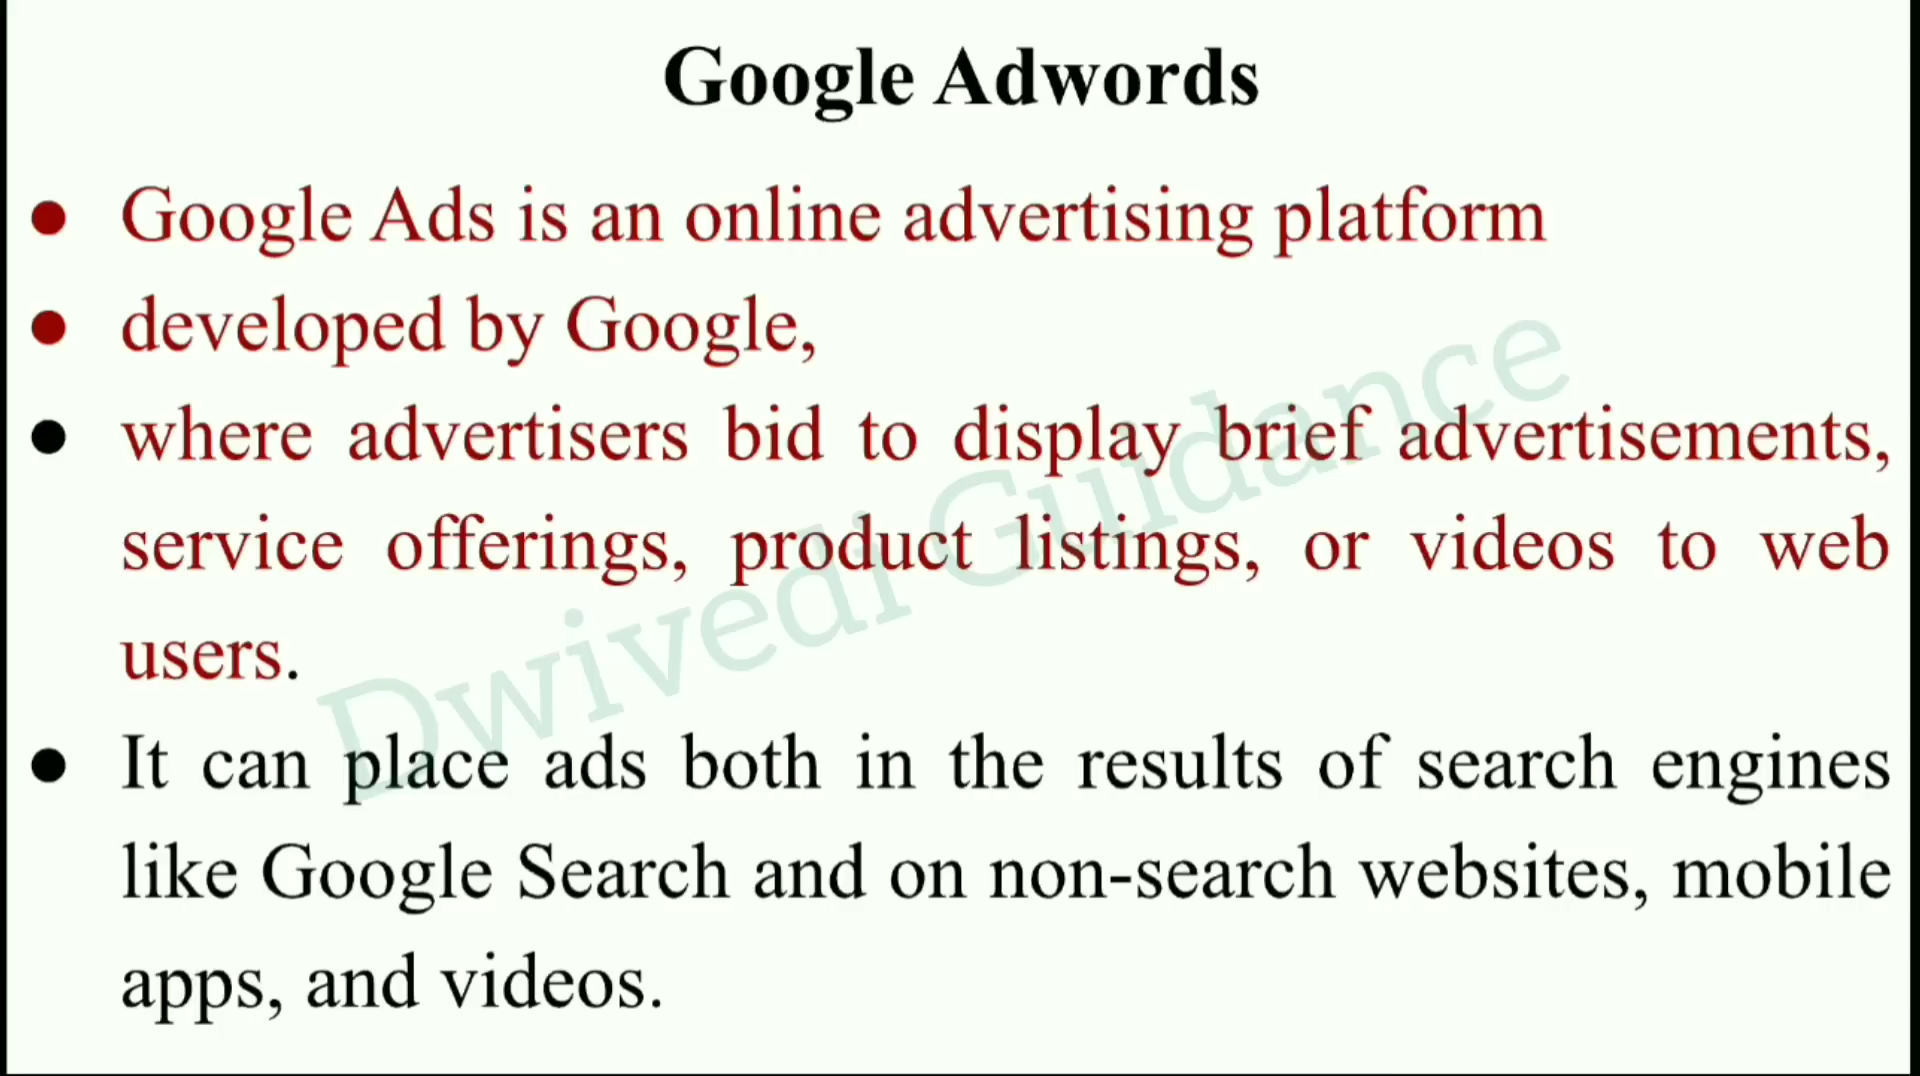 Google Adwords
● Google Ads is an online advertising platform
● developed by Google,
● where advertisers bid to display brief advertisements,
service offerings, product listings, or videos to web
users.
● It can place ads both in the results of search engines
like Google Search and on non-search websites, mobile
apps, and videos.
Dwivedi Guidance